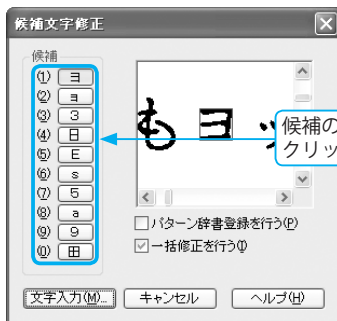 候補文字修正
候補
(1) ヨ
(2) ョ
(3) 3
(4) 日
(5) E
(6) s
(7) 5
(8) a
(9) 9
(0) 田
も ヨ ッ
候補の
クリッ
パターン辞書登録を行う(P)
一括修正を行う(I)
文字入力(M)... キャンセル ヘルプ(H)